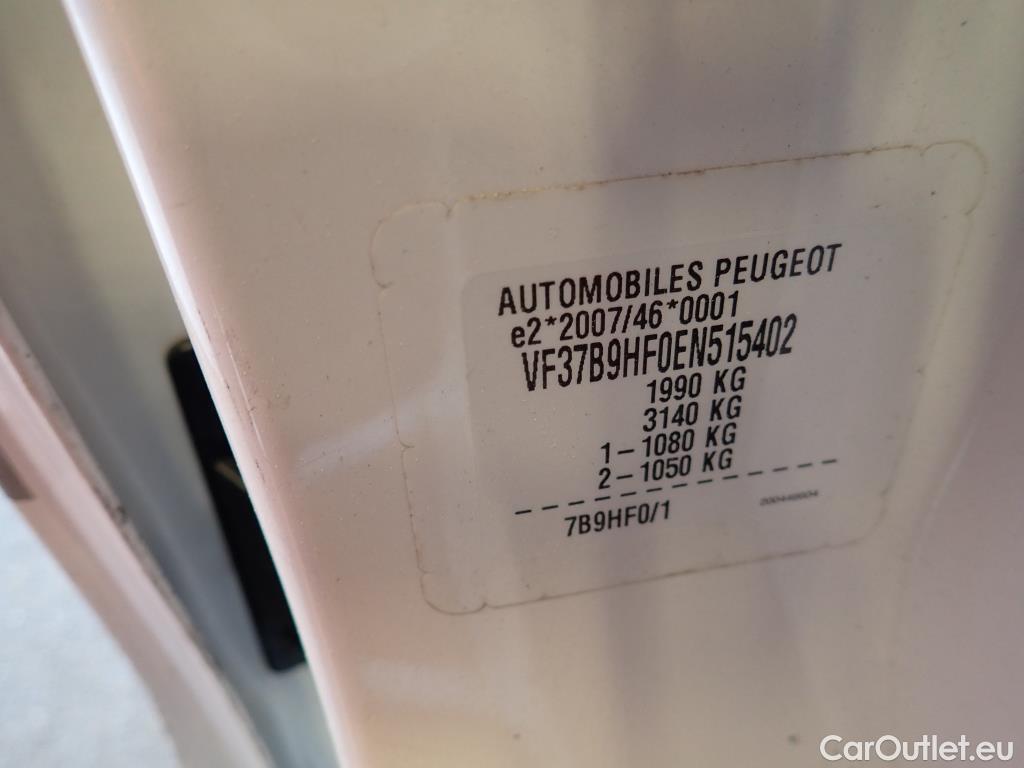 AUTOMOBILES PEUGEOT
e2*2007/46*0001
VF37B9HF0EN515402
1990 KG
3140 KG
1-1080 KG
2-1050 KG
7B9HF0/1
CarOutlet.eu